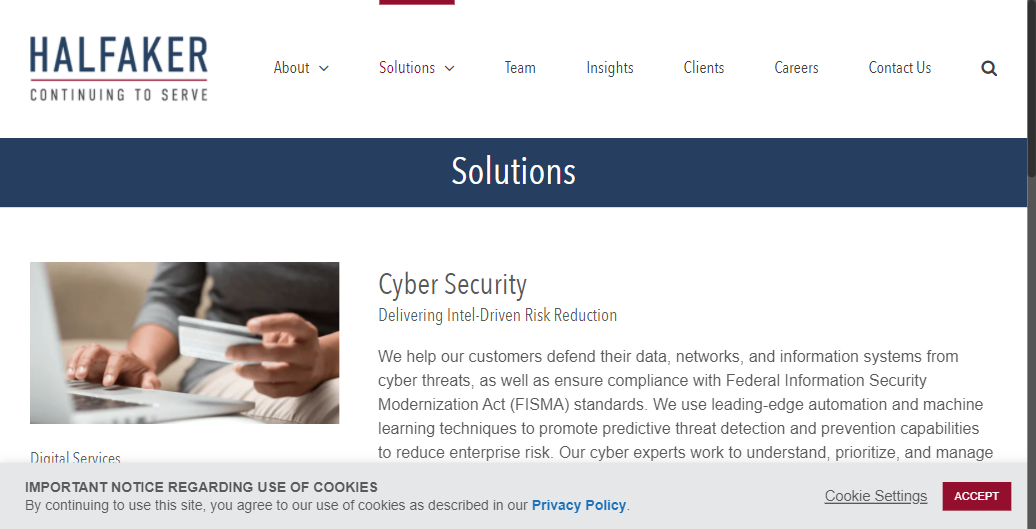 HALFAKER
CONTINUING TO SERVE
About
Solutions
Team
Insights
Clients
Careers
Contact Us
Solutions
Cyber Security
Delivering Intel-Driven Risk Reduction
We help our customers defend their data, networks, and information systems from
cyber threats, as well as ensure compliance with Federal Information Security
Modernization Act (FISMA) standards. We use leading-edge automation and machine
learning techniques to promote predictive threat detection and prevention capabilities
to reduce enterprise risk. Our cyber experts work to understand, prioritize, and manage
Digital Services
IMPORTANT NOTICE REGARDING USE OF COOKIES
By continuing to use this site, you agree to our use of cookies as described in our Privacy Policy.
Cookie Settings
ACCEPT